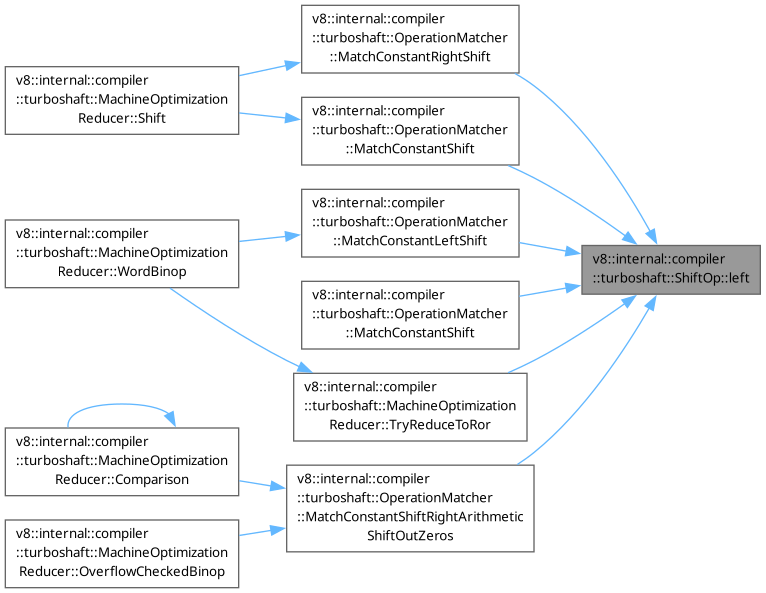 v8::internal::compiler
::turboshaft::OperationMatcher
::MatchConstantRightShift
v8::internal::compiler
::turboshaft::MachineOptimization
Reducer::Shift
v8::internal::compiler
::turboshaft::OperationMatcher
::MatchConstantShift
v8::internal::compiler
::turboshaft::OperationMatcher
::MatchConstantLeftShift
v8::internal::compiler
::turboshaft::MachineOptimization
Reducer::WordBinop
v8::internal::compiler
::turboshaft::ShiftOp::left
v8::internal::compiler
::turboshaft::OperationMatcher
::MatchConstantShift
v8::internal::compiler
::turboshaft::MachineOptimization
Reducer::TryReduceToRor
v8::internal::compiler
::turboshaft::MachineOptimization
Reducer::Comparison
v8::internal::compiler
::turboshaft::OperationMatcher
::MatchConstantShiftRightArithmetic
ShiftOutZeros
v8::internal::compiler
::turboshaft::MachineOptimization
Reducer::OverflowCheckedBinop